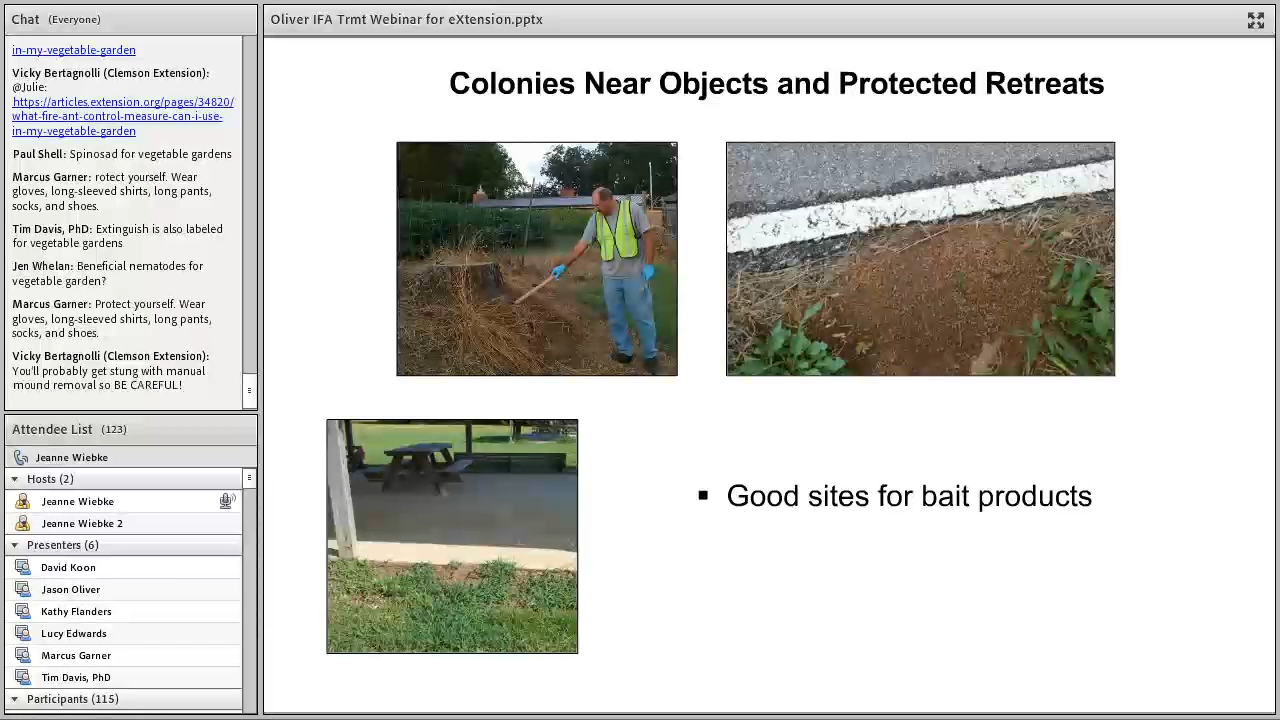 Chat (Everyone)
in-my-vegetable-garden
Vicky Bertagnolli (Clemson Extension):
@Julie:
https://articles.extension.org/pages/34820/
what-fire-ant-control-measure-can-i-use-
in-my-vegetable-garden
Paul Shell: Spinosad for vegetable gardens
Marcus Garner: rotect yourself. Wear
gloves, long-sleeved shirts, long pants,
socks, and shoes.
Tim Davis, PhD: Extinguish is also labeled
for vegetable gardens
Jen Whelan: Beneficial nematodes for
vegetable garden?
Marcus Garner: Protect yourself. Wear
gloves, long-sleeved shirts, long pants,
socks, and shoes.
Vicky Bertagnolli (Clemson Extension):
You'll probably get stung with manual
mound removal so BE CAREFUL!
Attendee List (123)
Jeanne Wiebke
Hosts (2)
Jeanne Wiebke
Jeanne Wiebke 2
Presenters (6)
David Koon
Jason Oliver
Kathy Flanders
Lucy Edwards
Marcus Garner
Tim Davis, PhD
Participants (115)
Oliver IFA Trmt Webinar for eXtension.pptx
Colonies Near Objects and Protected Retreats
▪ Good sites for bait products